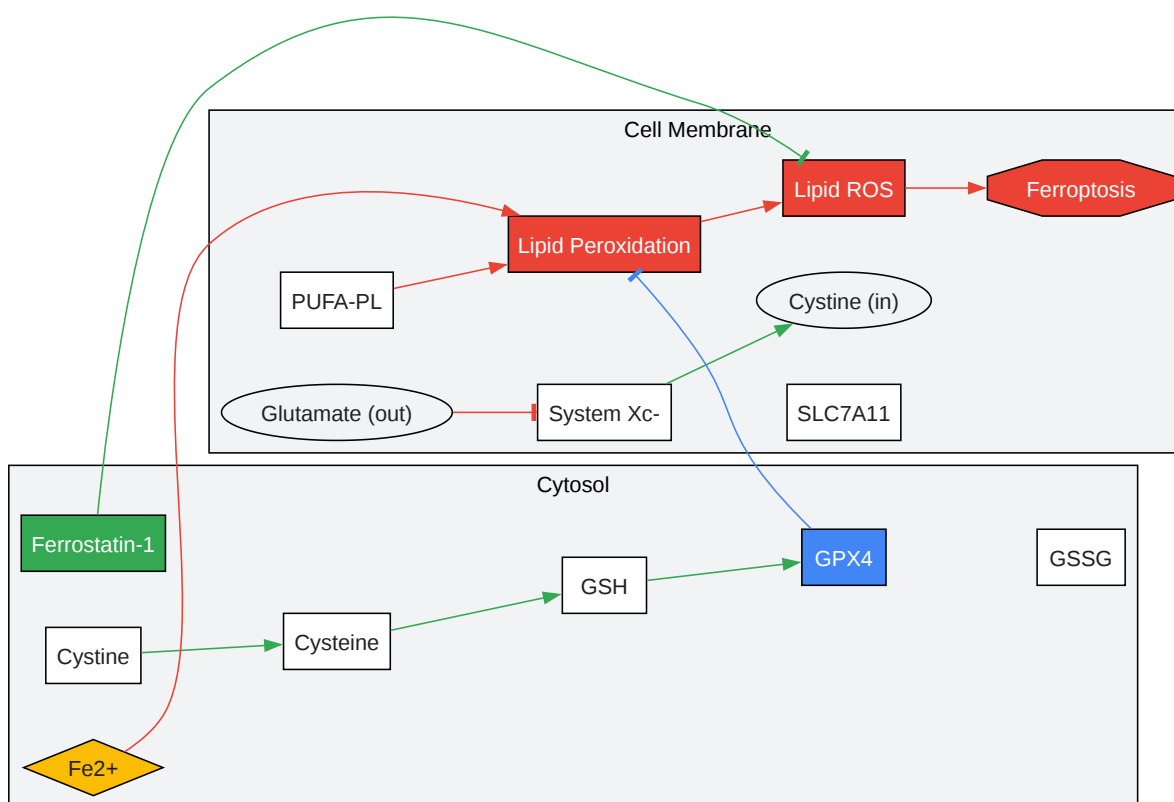 Cell Membrane
Lipid ROS
Ferroptosis
Lipid Peroxidation
PUFA-PL
Cystine (in)
Glutamate (out)
System Xc-
SLC7A11
Cytosol
Ferrostatin-1
GPX4
GSSG
GSH
Cysteine
Cystine
Fe2+